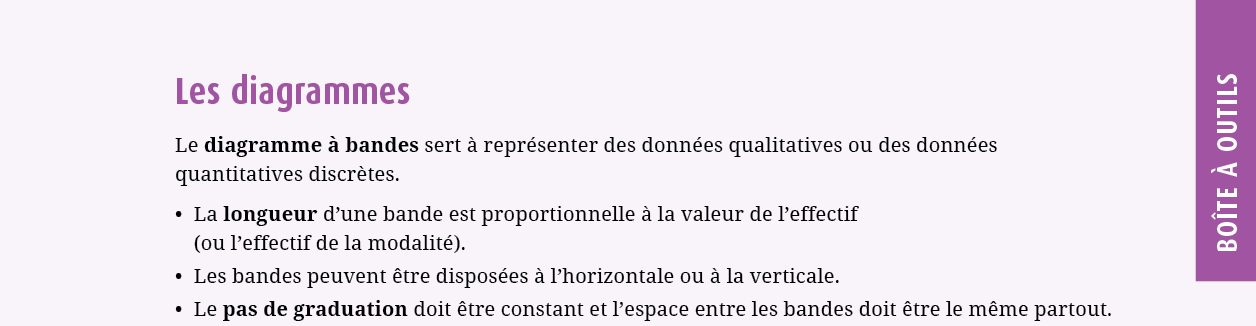 Les diagrammes
Le diagramme à bandes sert à représenter des données qualitatives ou des données
quantitatives discrètes.
• La longueur d’une bande est proportionnelle à la valeur de l’effectif
(ou l’effectif de la modalité).
• Les bandes peuvent être disposées à l’horizontale ou à la verticale.
• Le pas de graduation doit être constant et l’espace entre les bandes doit être le même partout.
BOÎTE À OUTILS